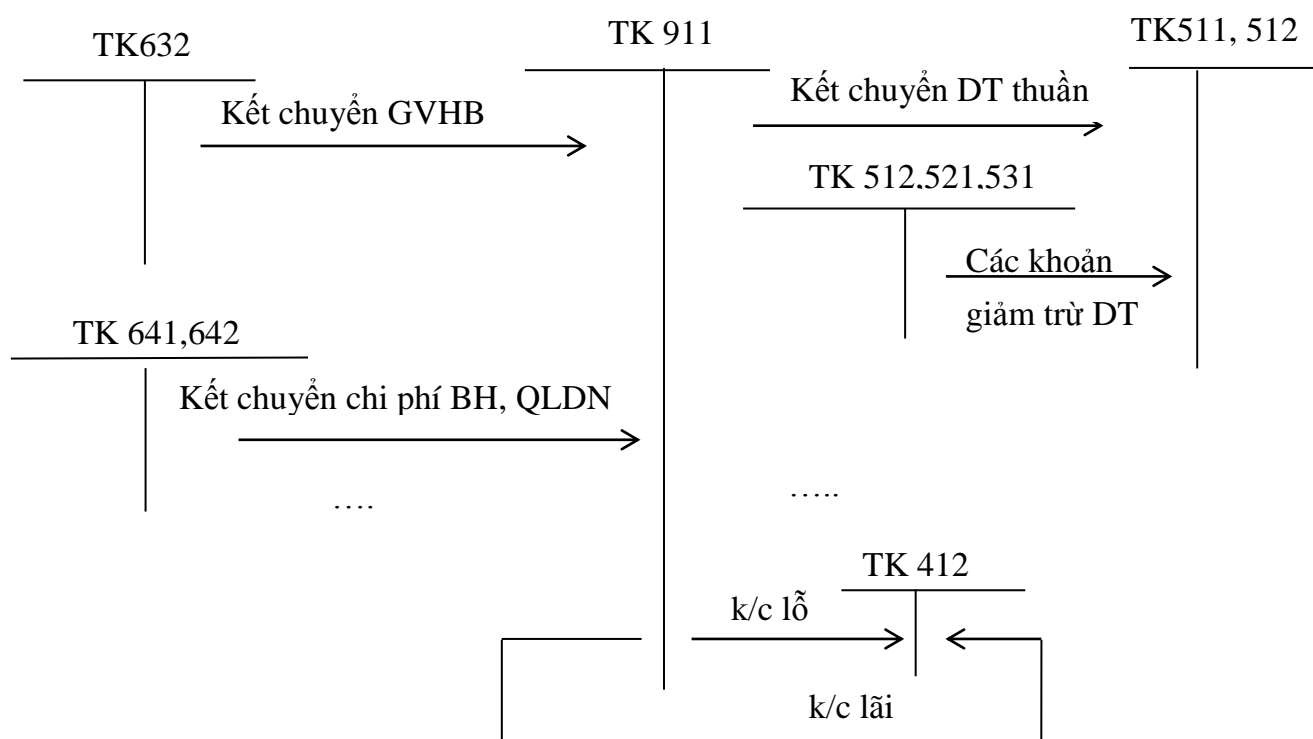 TK632
TK 911
TK511, 512
Kết chuyển GVHB
Kết chuyển DT thuần
TK 512,521,531
Các khoản
giảm trừ DT
TK 641,642
Kết chuyển chi phí BH, QLDN
….
…..
TK 412
k/c lỗ
k/c lãi